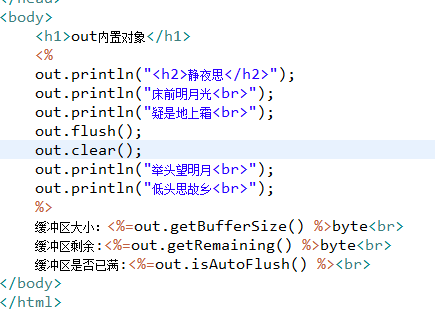 </head>
<body>
<h1>out内置对象</h1>
<%
out.println("<h2>静夜思</h2>");
out.println("床前明月光<br>");
out.println("疑是地上霜<br>");
out.flush();
out.clear();
out.println("举头望明月<br>");
out.println("低头思故乡<br>");
%>
缓冲区大小：<%=out.getBufferSize() %>byte<br>
缓冲区剩余:<%=out.getRemaining() %>byte<br>
缓冲区是否已满:<%=out.isAutoFlush() %><br>
</body>
</html>